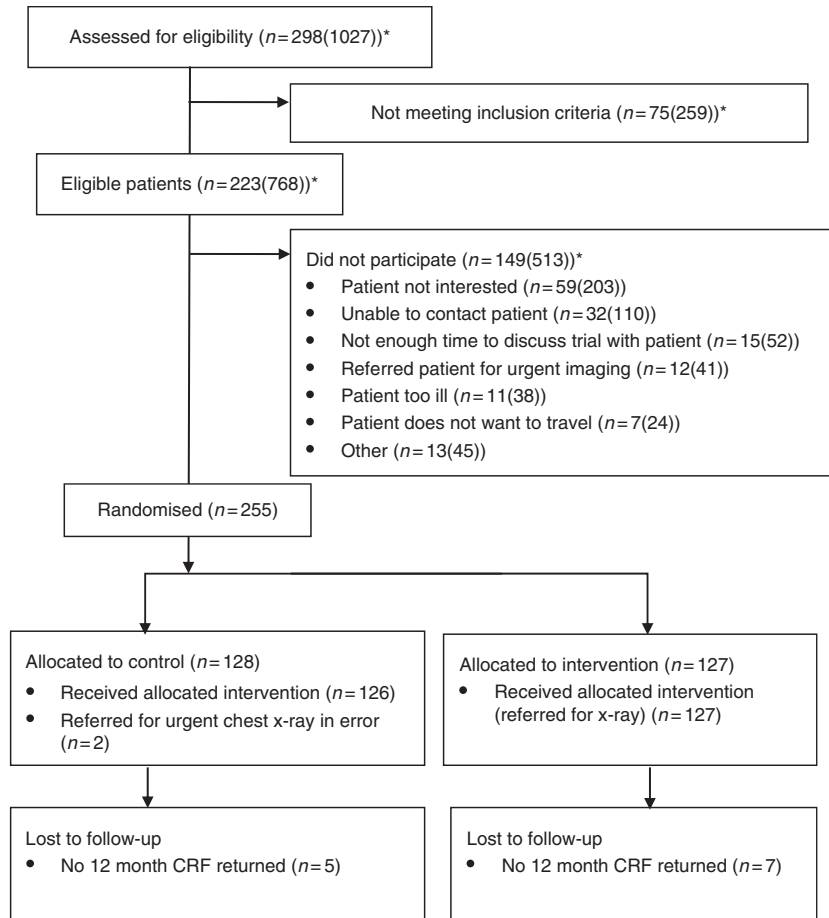 Assessed for eligibility (n=298(1027))*
Not meeting inclusion criteria (n=75(259))*
Eligible patients (n=223(768))*
Did not participate (n=149(513))*
• Patient not interested (n=59(203))
• Unable to contact patient (n=32(110))
• Not enough time to discuss trial with patient (n=15(52))
• Referred patient for urgent imaging (n=12(41))
• Patient too ill (n=11(38))
• Patient does not want to travel (n=7(24))
• Other (n=13(45))
Randomised (n=255)
Allocated to control (n=128)
• Received allocated intervention (n=126)
• Referred for urgent chest x-ray in error
(n=2)
Allocated to intervention (n=127)
• Received allocated intervention
(referred for x-ray) (n=127)
Lost to follow-up
• No 12 month CRF returned (n=5)
Lost to follow-up
• No 12 month CRF returned (n=7)